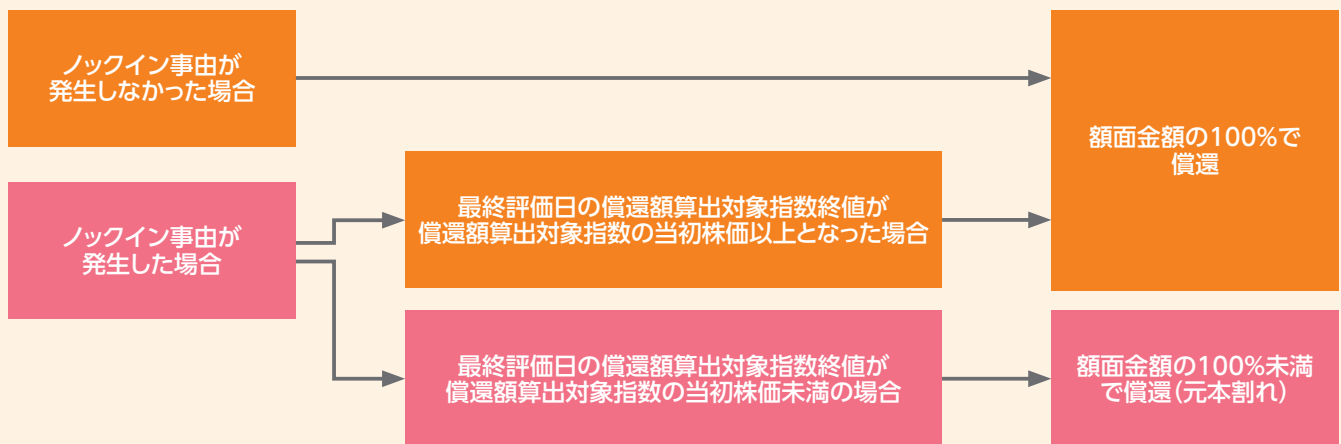 ノックイン事由が
発生しなかった場合
額面金額の100%で
償還
ノックイン事由が
発生した場合
最終評価日の償還額算出対象指数終値が
償還額算出対象指数の当初株価以上となった場合
最終評価日の償還額算出対象指数終値が
償還額算出対象指数の当初株価未満の場合
額面金額の100%未満
で償還(元本割れ)